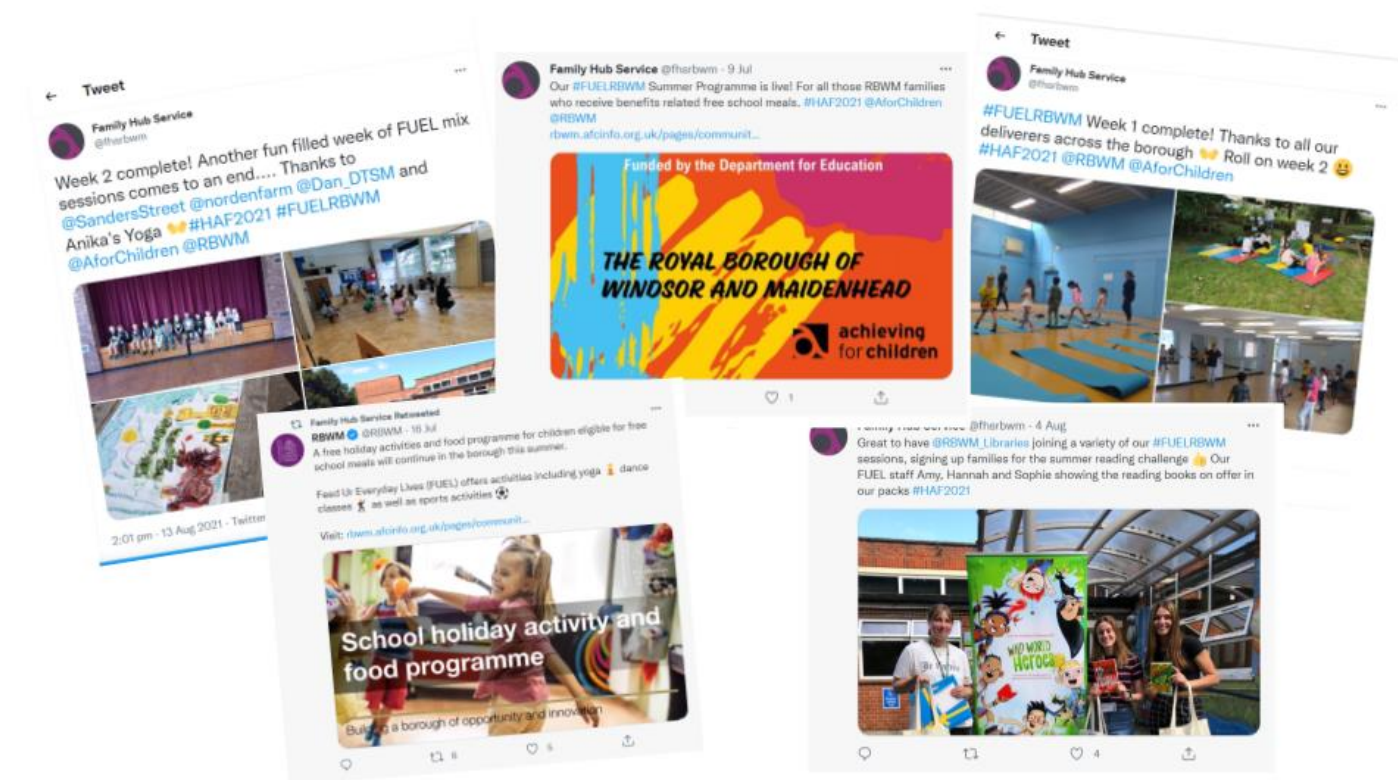 Tweet
Family Hub Service
@fhsrbwm
Week 2 complete! Another fun filled week of FUEL mix
sessions comes to an end.... Thanks to
@SandersStreet @nordenfarm @Dan_DTSM and
Anika's Yoga 👐 #HAF2021 #FUELRBWM
@AforChildren @RBWM
2:01 pm · 13 Aug 2021 · Twitter
Family Hub Service @fhsrbwm · 9 Jul
Our #FUELRBWM Summer Programme is live! For all those RBWM families
who receive benefits related free school meals. #HAF2021 @AforChildren
@RBWM
rbwm.afcinfo.org.uk/pages/communit...
Funded by the Department for Education
THE ROYAL BOROUGH OF
WINDSOR AND MAIDENHEAD
achieving
for children
1
Tweet
Family Hub Service
@fhsrbwm
#FUELRBWM Week 1 complete! Thanks to all our
deliverers across the borough 👐 Roll on week 2 😃
#HAF2021 @RBWM @AforChildren
Family Hub Service Retweeted
RBWM @RBWM · 16 Jul
A free holiday activities and food programme for children eligible for free
school meals will continue in the borough this summer.
Feed Ur Everyday Lives (FUEL) offers activities including yoga 🧘 dance
classes 💃 as well as sports activities ⚽
Visit: rbwm.afcinfo.org.uk/pages/communit...
School holiday activity and
food programme
Building a borough of opportunity and innovation
6 5
Family Hub Service @fhsrbwm · 4 Aug
Great to have @RBWM_Libraries joining a variety of our #FUELRBWM
sessions, signing up families for the summer reading challenge 👍 Our
FUEL staff Amy, Hannah and Sophie showing the reading books on offer in
our packs #HAF2021
WILD WORLD
HEROES
4